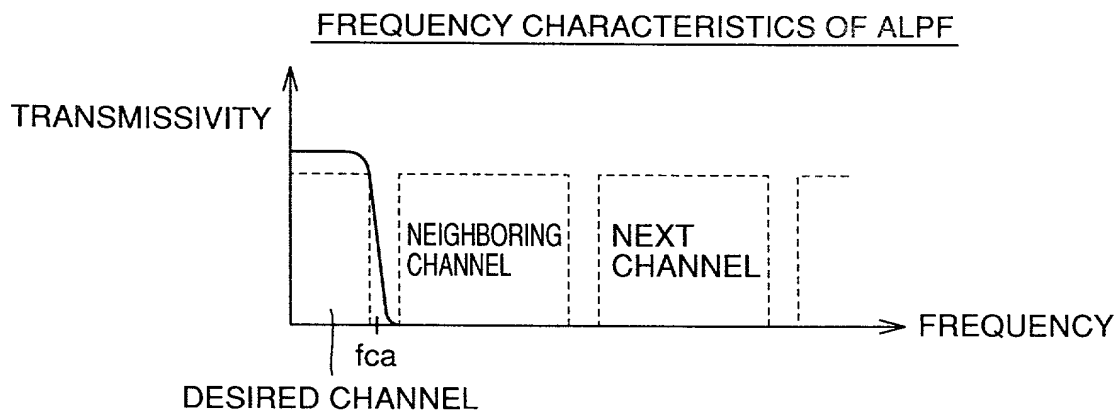 FREQUENCY CHARACTERISTICS OF ALPF
TRANSMISSIVITY
NEIGHBORING
CHANNEL
NEXT
CHANNEL
FREQUENCY
fca
DESIRED CHANNEL